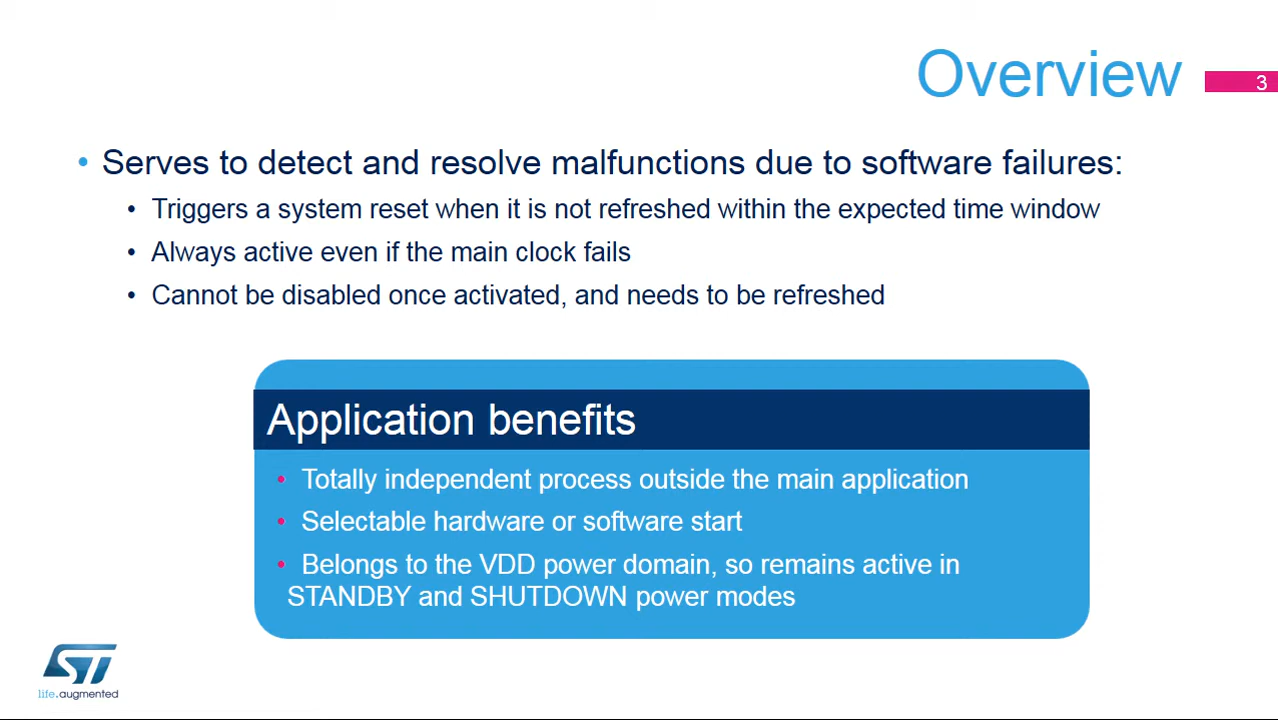 Overview
3
• Serves to detect and resolve malfunctions due to software failures:
• Triggers a system reset when it is not refreshed within the expected time window
• Always active even if the main clock fails
• Cannot be disabled once activated, and needs to be refreshed
Application benefits
• Totally independent process outside the main application
• Selectable hardware or software start
• Belongs to the VDD power domain, so remains active in
STANDBY and SHUTDOWN power modes
ST
life.augmented